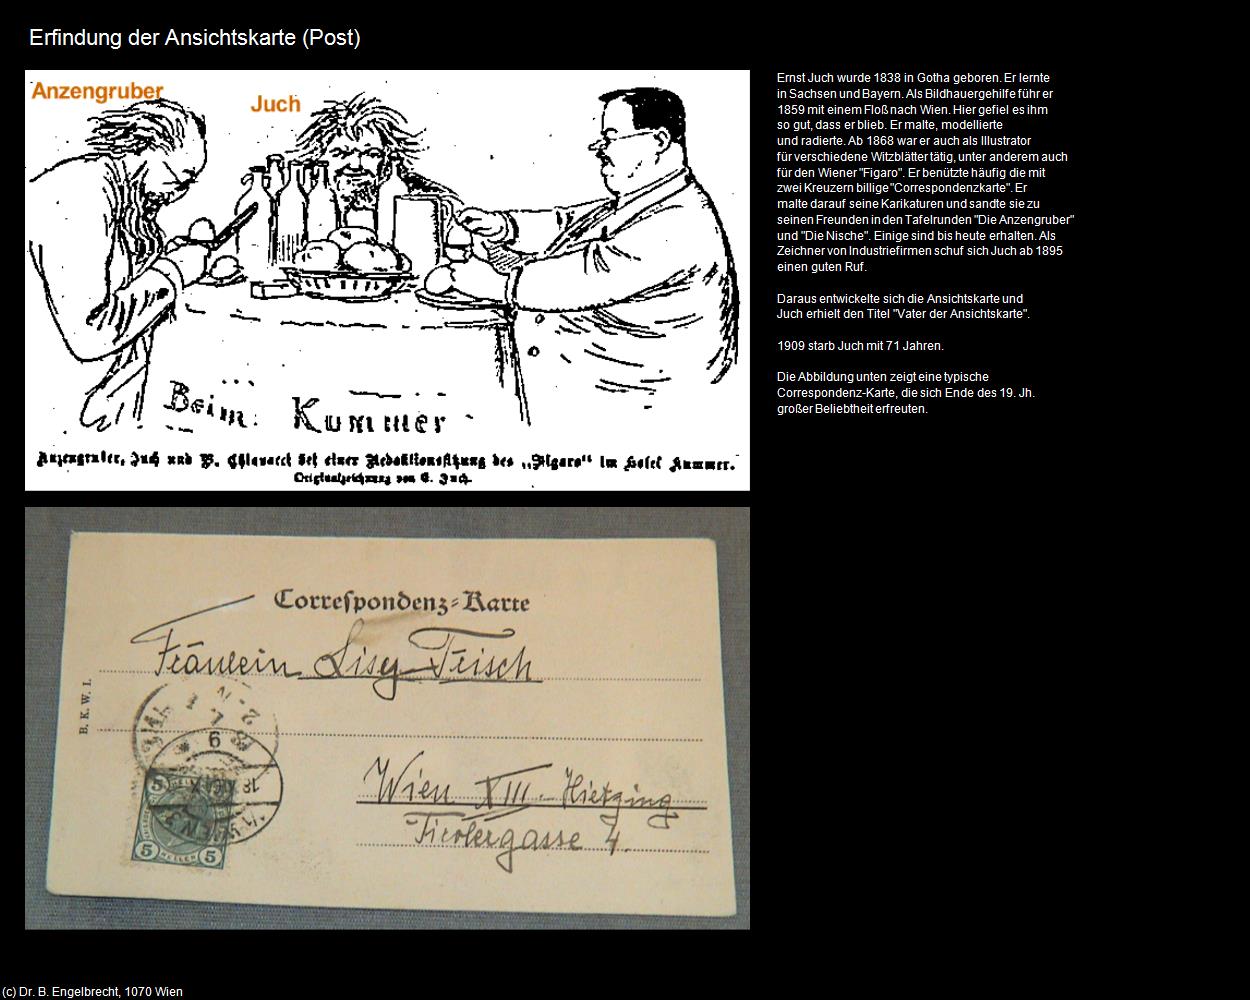 Erfindung der Ansichtskarte (Post)
Anzengruber
Juch
Beim Kummer
Anzengruber, Juch und V. Chiavacci bei einer Redaktionssitzung des „Figaro“ im Hotel Kummer.
Originalzeichnung von E. Juch.
Ernst Juch wurde 1838 in Gotha geboren. Er lernte
in Sachsen und Bayern. Als Bildhauergehilfe führ er
1859 mit einem Floß nach Wien. Hier gefiel es ihm
so gut, dass er blieb. Er malte, modellierte
und radierte. Ab 1868 war er auch als Illustrator
für verschiedene Witzblätter tätig, unter anderem auch
für den Wiener "Figaro". Er benützte häufig die mit
zwei Kreuzern billige "Correspondenzkarte". Er
malte darauf seine Karikaturen und sandte sie zu
seinen Freunden in den Tafelrunden "Die Anzengruber"
und "Die Nische". Einige sind bis heute erhalten. Als
Zeichner von Industriefirmen schuf sich Juch ab 1895
einen guten Ruf.
Daraus entwickelte sich die Ansichtskarte und
Juch erhielt den Titel "Vater der Ansichtskarte".
1909 starb Juch mit 71 Jahren.
Die Abbildung unten zeigt eine typische
Correspondenz-Karte, die sich Ende des 19. Jh.
großer Beliebtheit erfreuten.
Correspondenz-Karte
Fräulein Lisy Frisch
B. K. W. I.
Wien XIII. Hietzing
Tirolergasse 4.
5
5 HELLER 5
(c) Dr. B. Engelbrecht, 1070 Wien